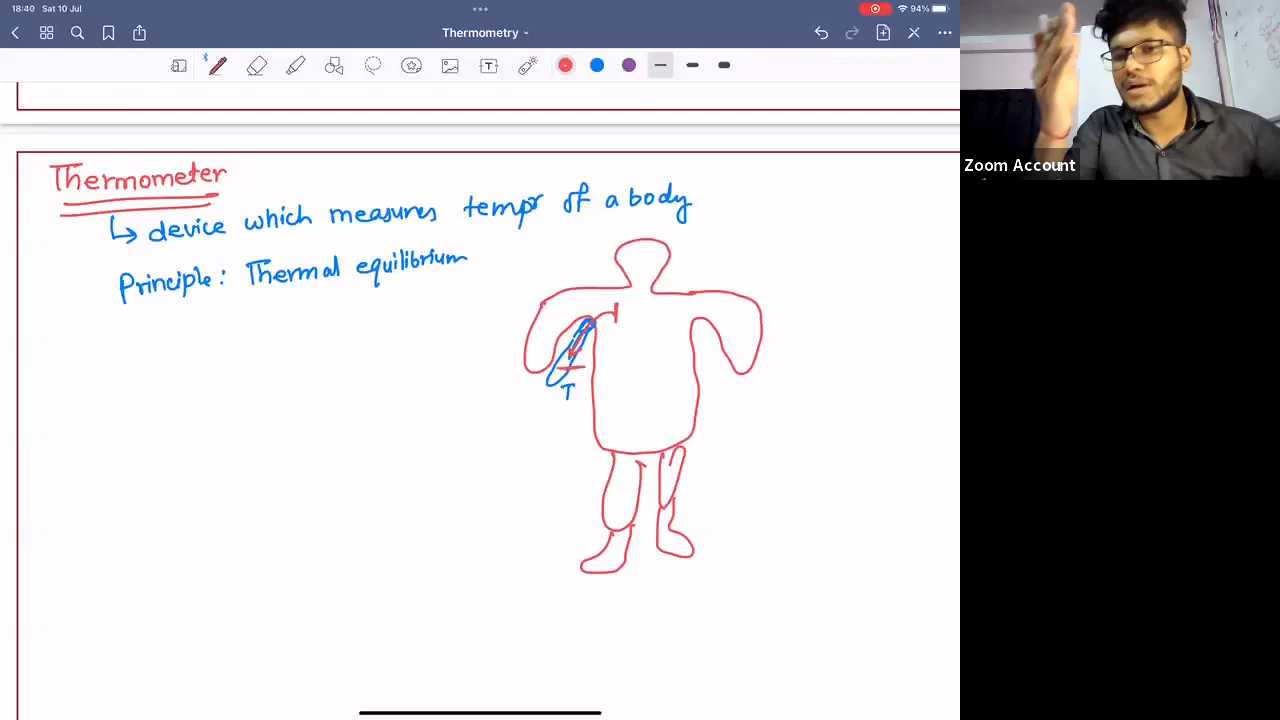 18:40 Sat 10 Jul
94%
Thermometry
T
Zoom Account
Thermometer
↳ device which measures tempr of a body
Principle: Thermal equilibrium
T